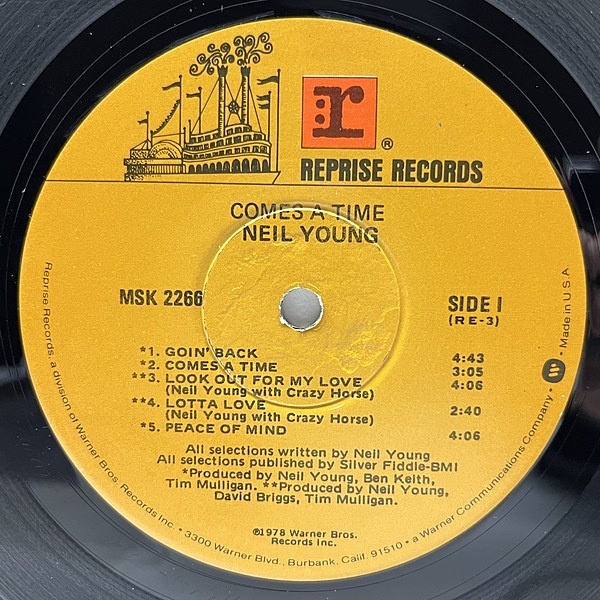 r
®
REPRISE RECORDS
COMES A TIME
NEIL YOUNG
MSK 2266
SIDE 1
(RE-3)
*1. GOIN' BACK 4:43
*2. COMES A TIME 3:05
**3. LOOK OUT FOR MY LOVE 4:06
(Neil Young with Crazy Horse)
**4. LOTTA LOVE 2:40
(Neil Young with Crazy Horse)
*5. PEACE OF MIND 4:06
All selections written by Neil Young
All selections published by Silver Fiddle-BMI
*Produced by Neil Young, Ben Keith,
Tim Mulligan. **Produced by Neil Young,
David Briggs, Tim Mulligan.
℗1978 Warner Bros.
Records Inc.
Reprise Records, a division of Warner Bros. Records Inc • 3300 Warner Blvd., Burbank, Calif. 91510 • a Warner Communications Company • Made in U.S.A.